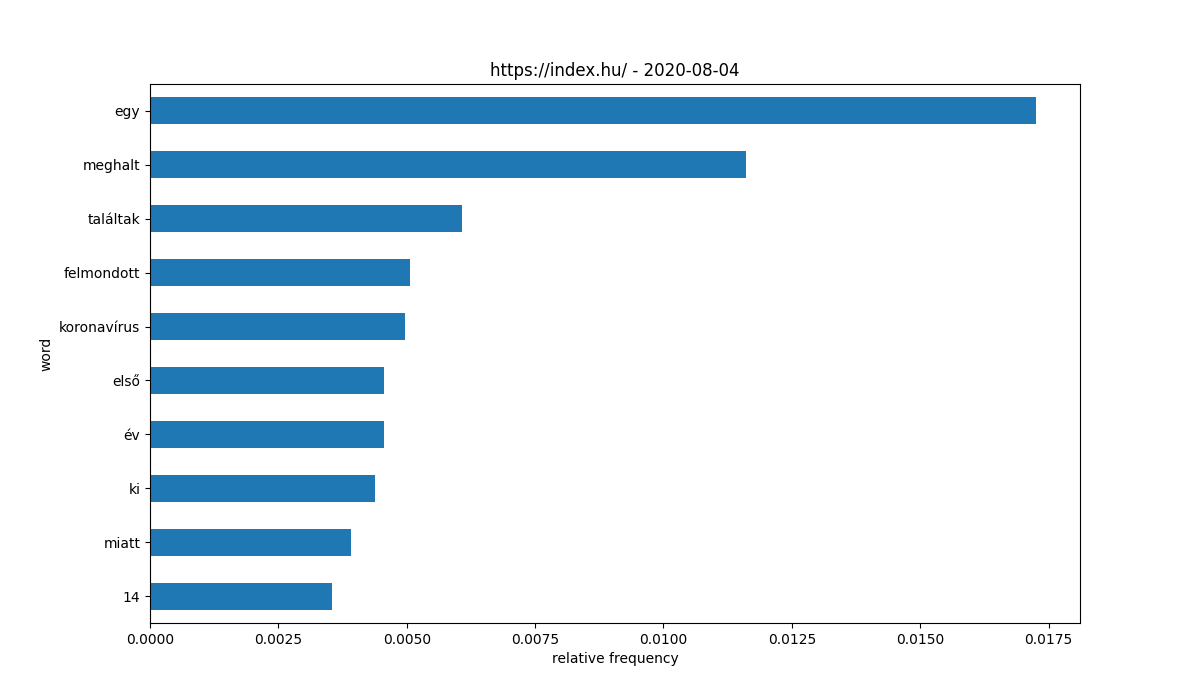 https://index.hu/ - 2020-08-04
egy
meghalt
találtak
felmondott
koronavírus
első
év
ki
miatt
14
word
0.0000 0.0025 0.0050 0.0075 0.0100 0.0125 0.0150 0.0175
relative frequency